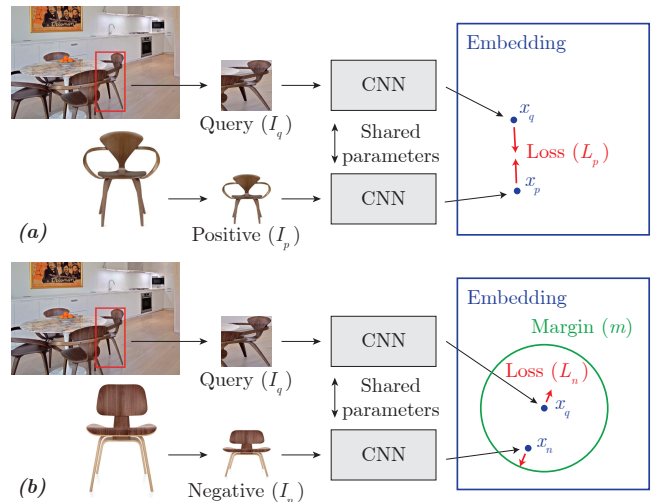 Embedding
CNN
Query (I_q)
x_q
Shared
parameters
Loss (L_p)
CNN
x_p
(a)
Positive (I_p)
Embedding
Margin (m)
CNN
Loss (L_n)
Query (I_q)
x_q
Shared
parameters
x_n
CNN
(b)
Negative (I_n)